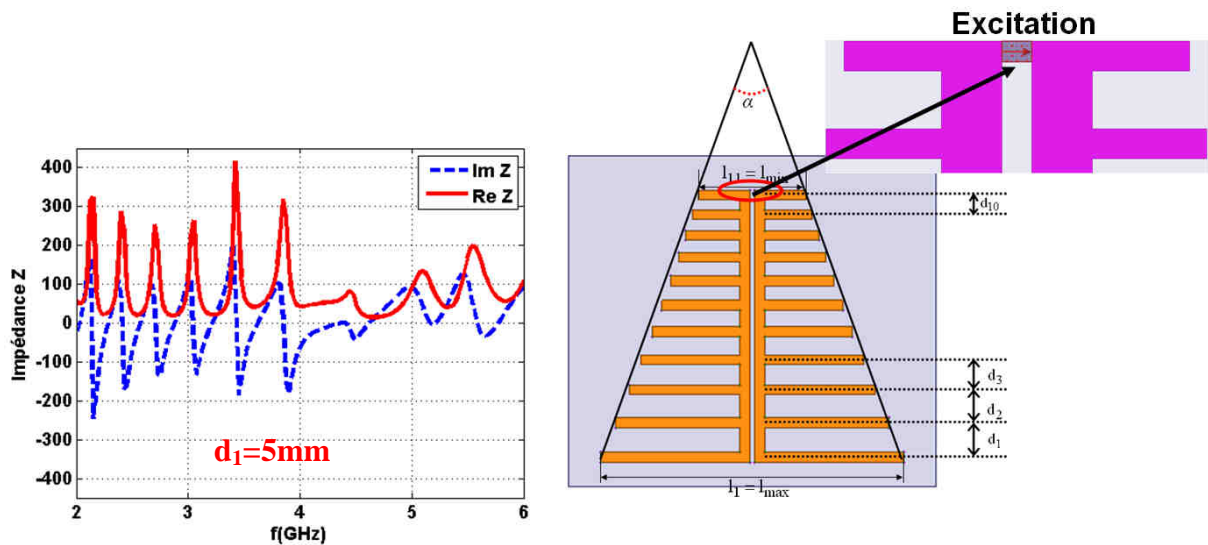 Excitation
α
l11 = lmin
d10
d3
d2
d1
l1 = lmax
Impédance Z
400
300
200
100
0
-100
-200
-300
-400
Im Z
Re Z
d1=5mm
2 3 4 5 6
f(GHz)